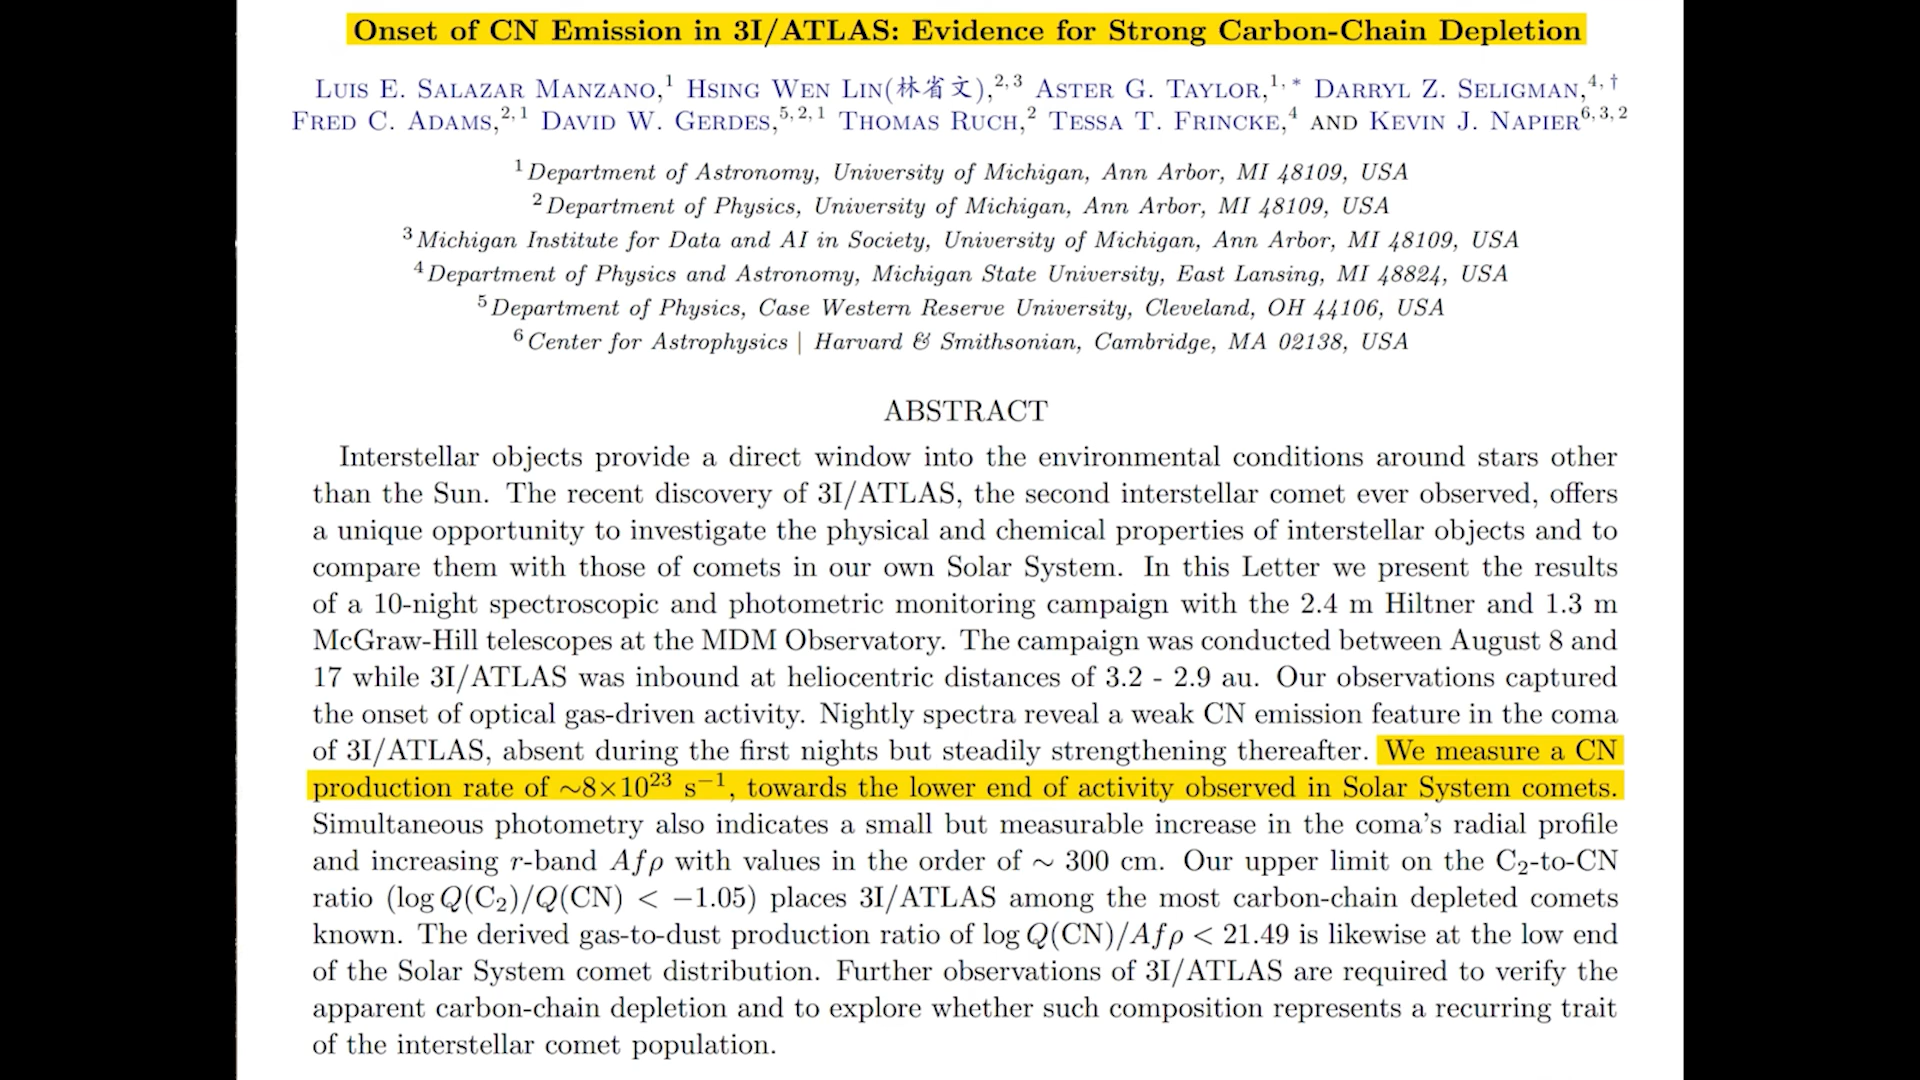 Onset of CN Emission in 3I/ATLAS: Evidence for Strong Carbon-Chain Depletion
Luis E. Salazar Manzano,¹ Hsing Wen Lin(林省文),²,³ Aster G. Taylor,¹,* Darryl Z. Seligman,⁴,†
Fred C. Adams,²,¹ David W. Gerdes,⁵,²,¹ Thomas Ruch,² Tessa T. Frincke,⁴ and Kevin J. Napier⁶,³,²
¹Department of Astronomy, University of Michigan, Ann Arbor, MI 48109, USA
²Department of Physics, University of Michigan, Ann Arbor, MI 48109, USA
³Michigan Institute for Data and AI in Society, University of Michigan, Ann Arbor, MI 48109, USA
⁴Department of Physics and Astronomy, Michigan State University, East Lansing, MI 48824, USA
⁵Department of Physics, Case Western Reserve University, Cleveland, OH 44106, USA
⁶Center for Astrophysics | Harvard & Smithsonian, Cambridge, MA 02138, USA
ABSTRACT
Interstellar objects provide a direct window into the environmental conditions around stars other
than the Sun. The recent discovery of 3I/ATLAS, the second interstellar comet ever observed, offers
a unique opportunity to investigate the physical and chemical properties of interstellar objects and to
compare them with those of comets in our own Solar System. In this Letter we present the results
of a 10-night spectroscopic and photometric monitoring campaign with the 2.4 m Hiltner and 1.3 m
McGraw-Hill telescopes at the MDM Observatory. The campaign was conducted between August 8 and
17 while 3I/ATLAS was inbound at heliocentric distances of 3.2 - 2.9 au. Our observations captured
the onset of optical gas-driven activity. Nightly spectra reveal a weak CN emission feature in the coma
of 3I/ATLAS, absent during the first nights but steadily strengthening thereafter. We measure a CN
production rate of ∼8×10²³ s⁻¹, towards the lower end of activity observed in Solar System comets.
Simultaneous photometry also indicates a small but measurable increase in the coma's radial profile
and increasing r-band Afρ with values in the order of ∼ 300 cm. Our upper limit on the C₂-to-CN
ratio (log Q(C₂)/Q(CN) < −1.05) places 3I/ATLAS among the most carbon-chain depleted comets
known. The derived gas-to-dust production ratio of log Q(CN)/Afρ < 21.49 is likewise at the low end
of the Solar System comet distribution. Further observations of 3I/ATLAS are required to verify the
apparent carbon-chain depletion and to explore whether such composition represents a recurring trait
of the interstellar comet population.